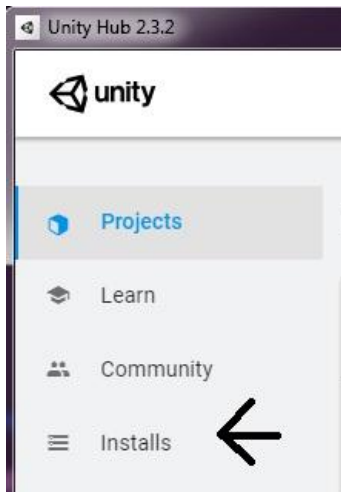 Unity Hub 2.3.2
unity
Projects
Learn
Community
Installs